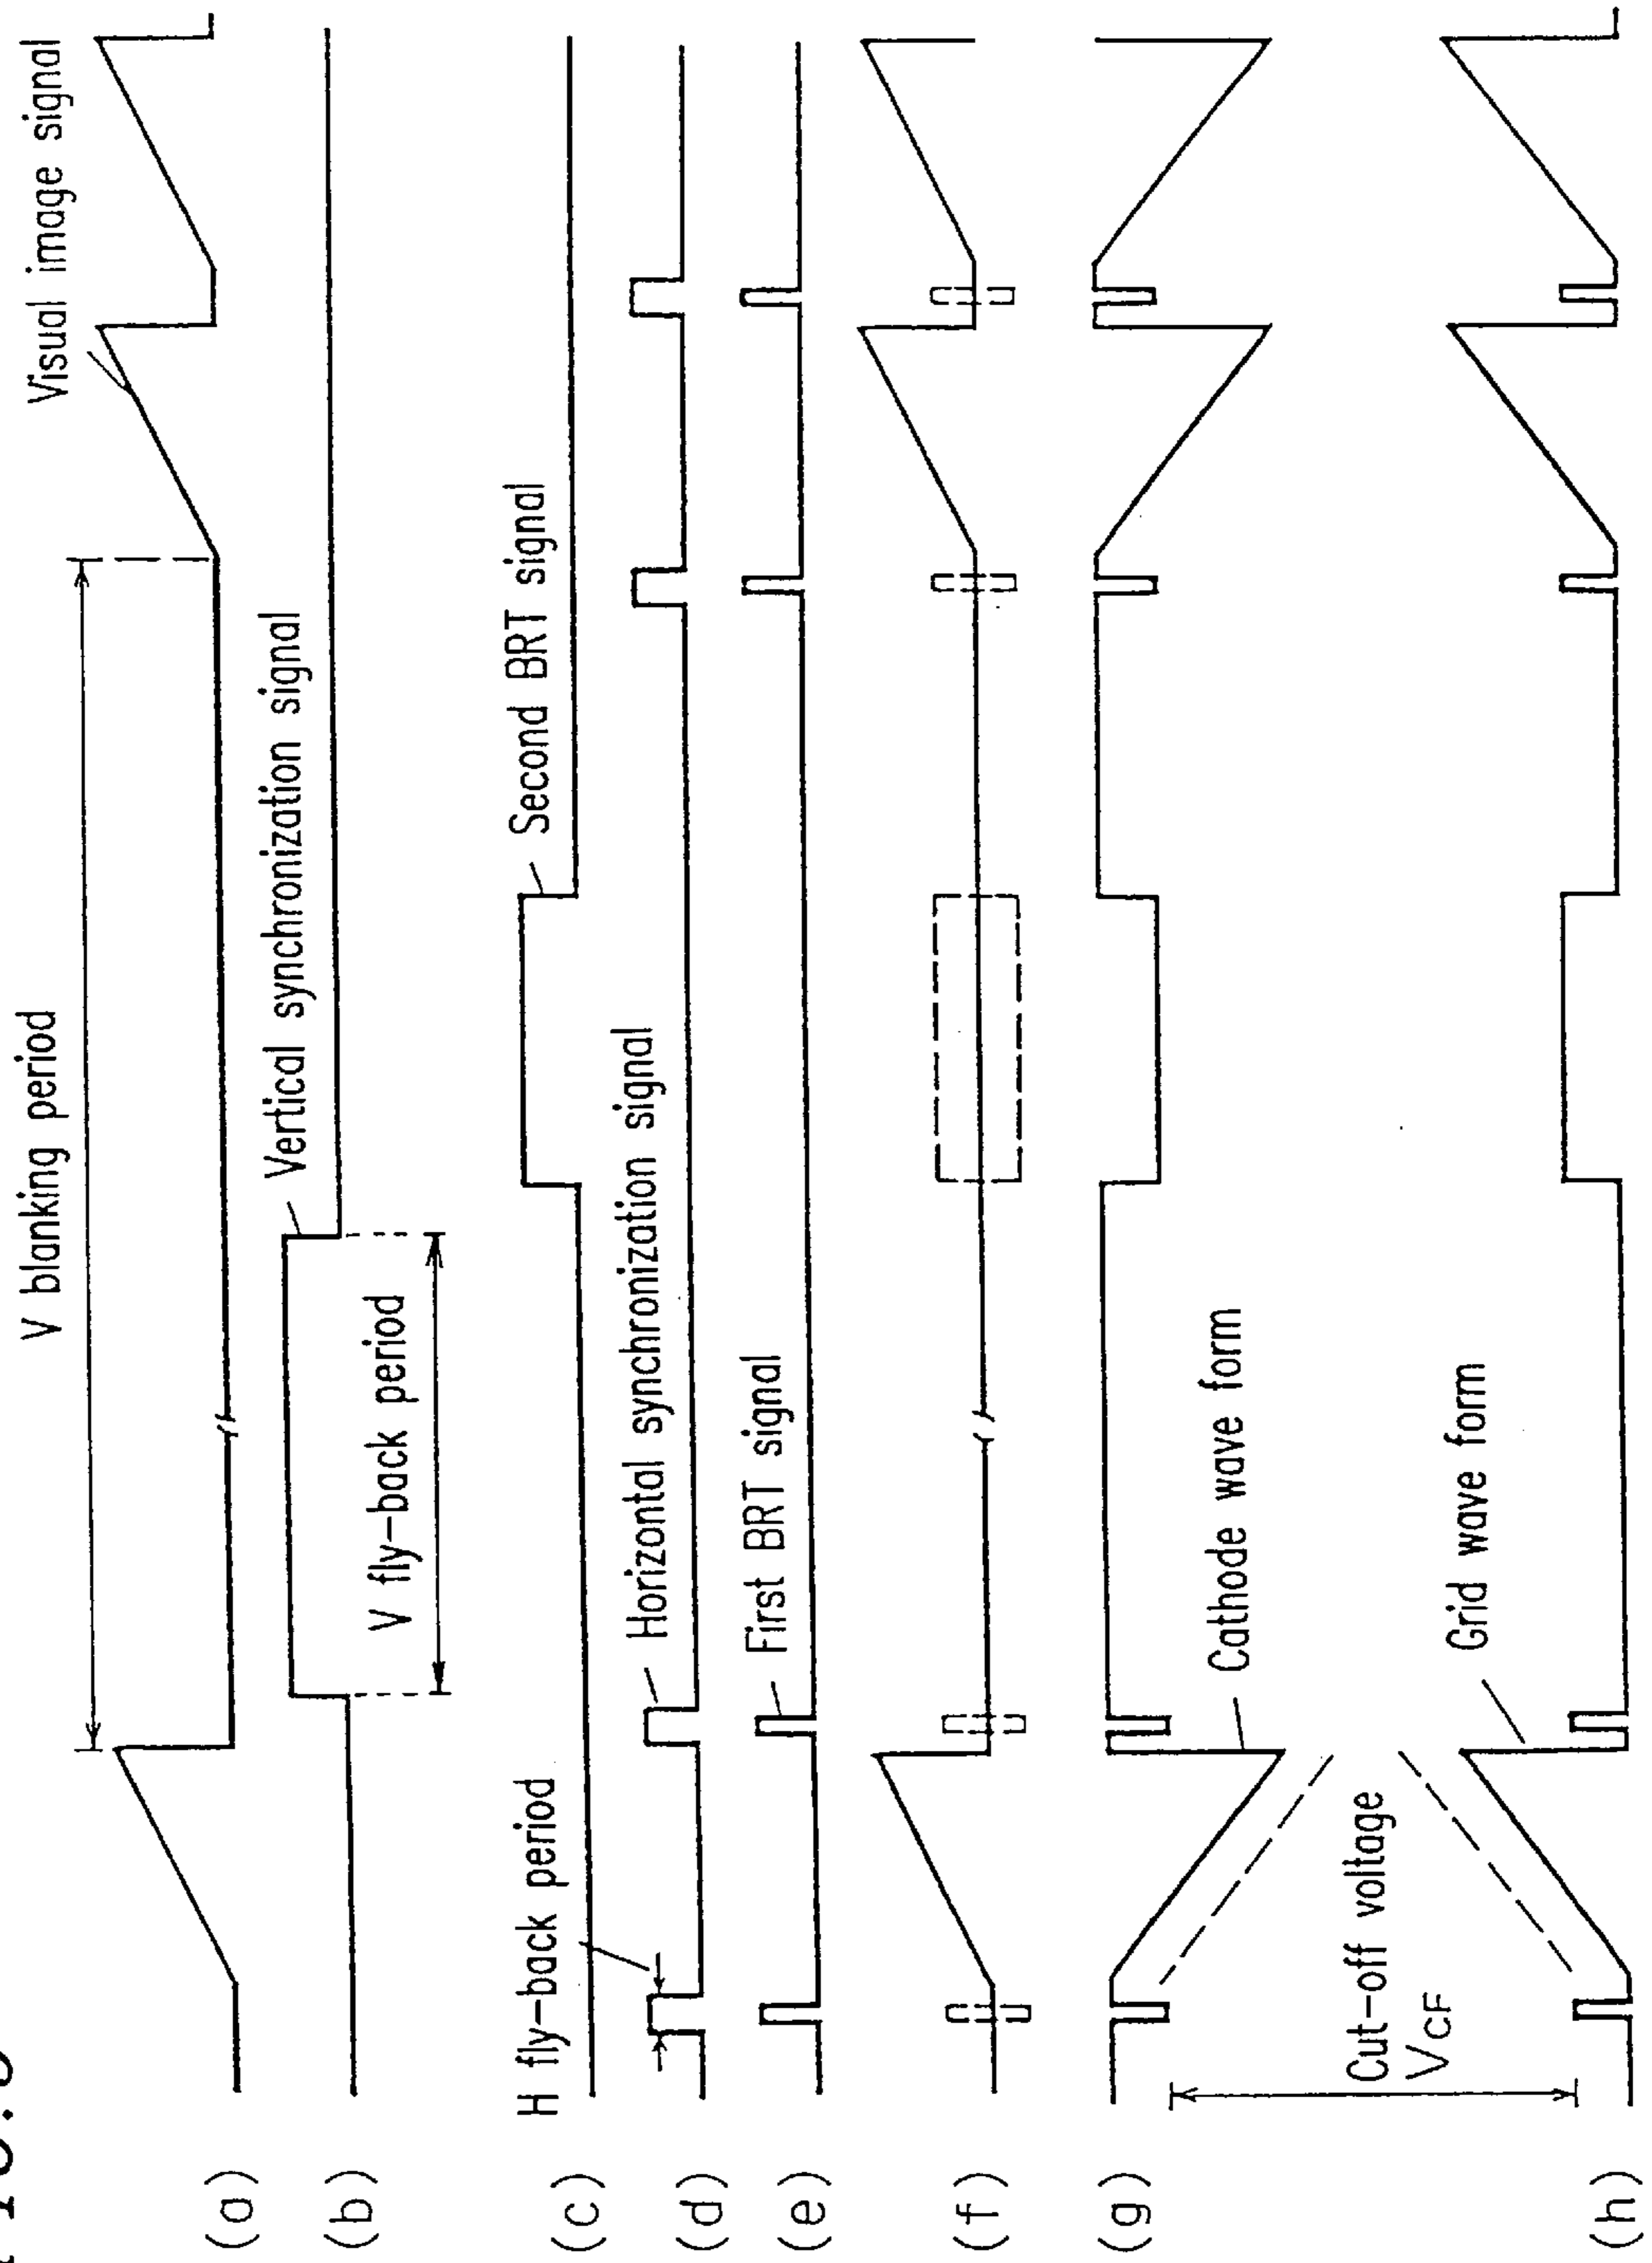 V blanking period
Visual image signal
(a)
Vertical synchronization signal
(b)
V fly-back period
Second BRT signal
(c)
H fly-back period
Horizontal synchronization signal
(d)
First BRT signal
(e)
(f)
(g)
Cathode wave form
Cut-off voltage
VCF
Grid wave form
(h)